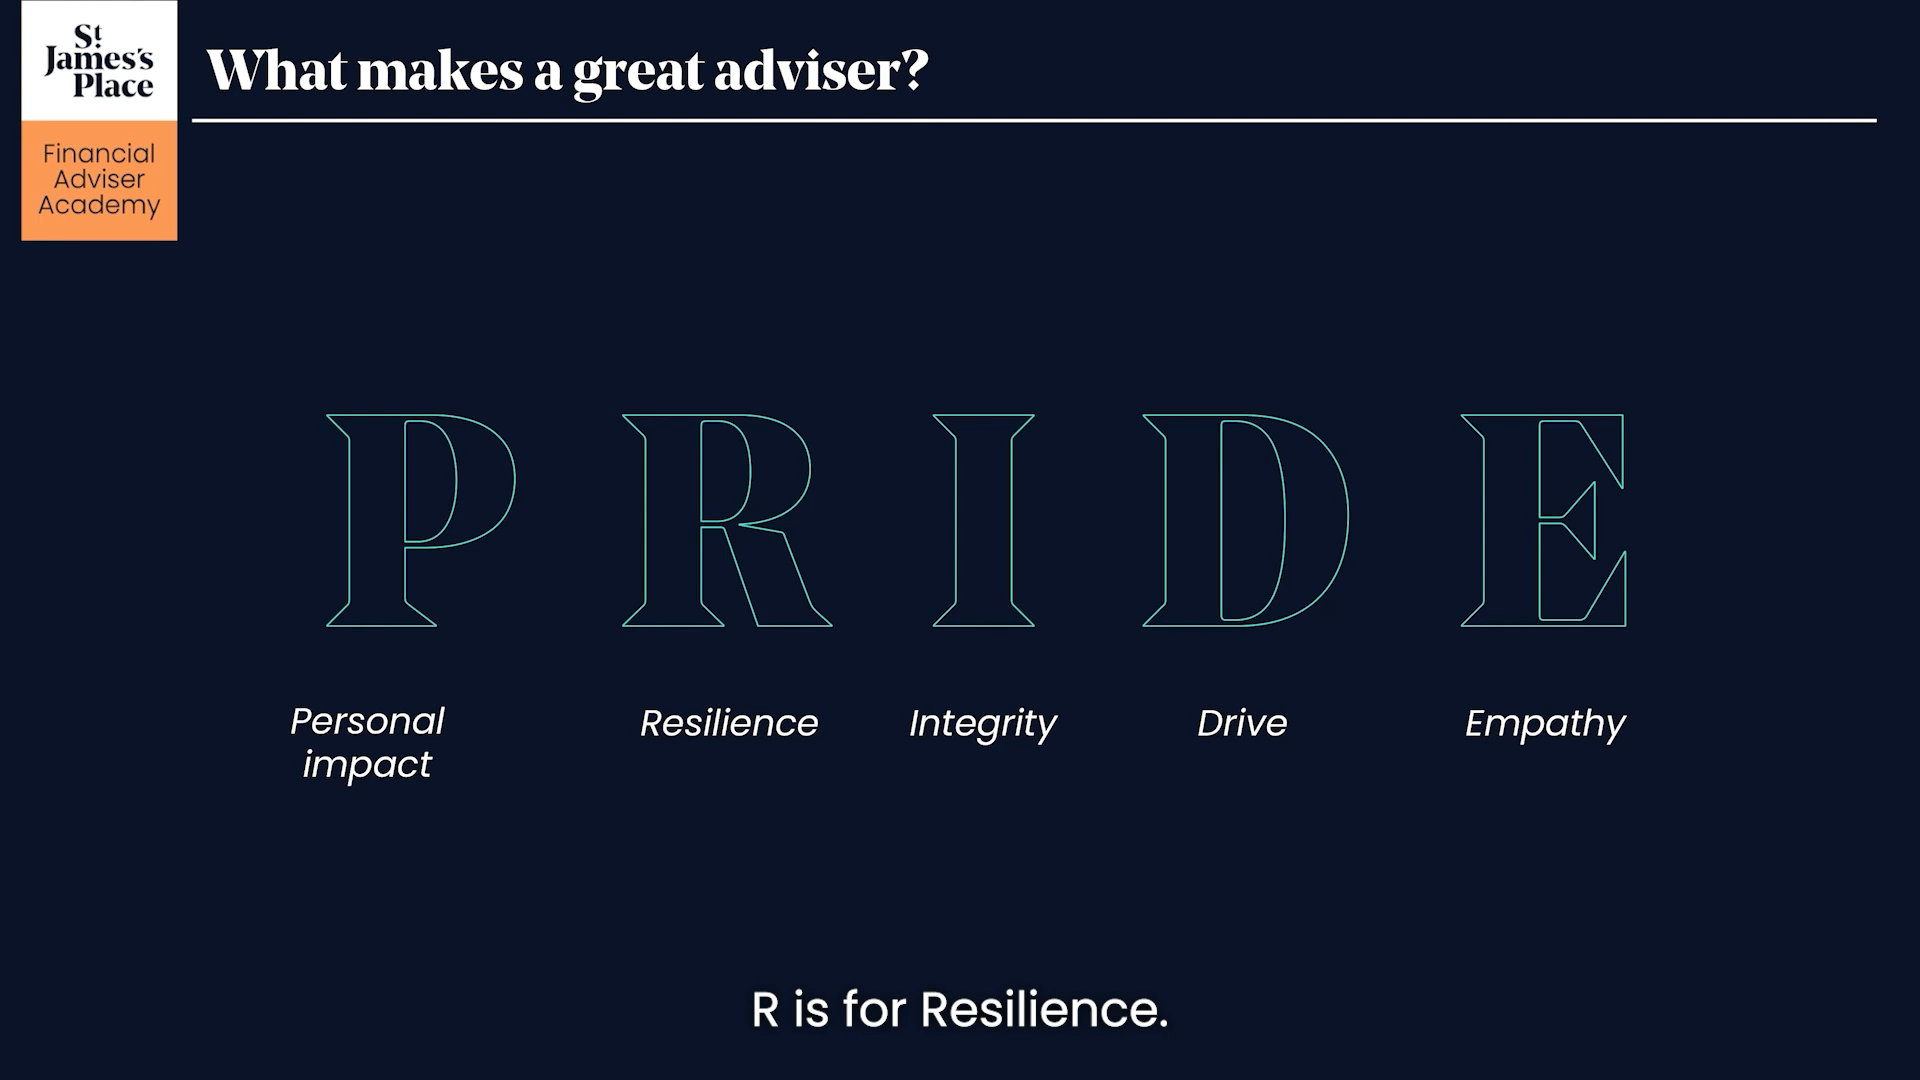 St
James's
Place
What makes a great adviser?
Financial
Adviser
Academy
P R I D E
Personal
impact
Resilience
Integrity
Drive
Empathy
R is for Resilience.